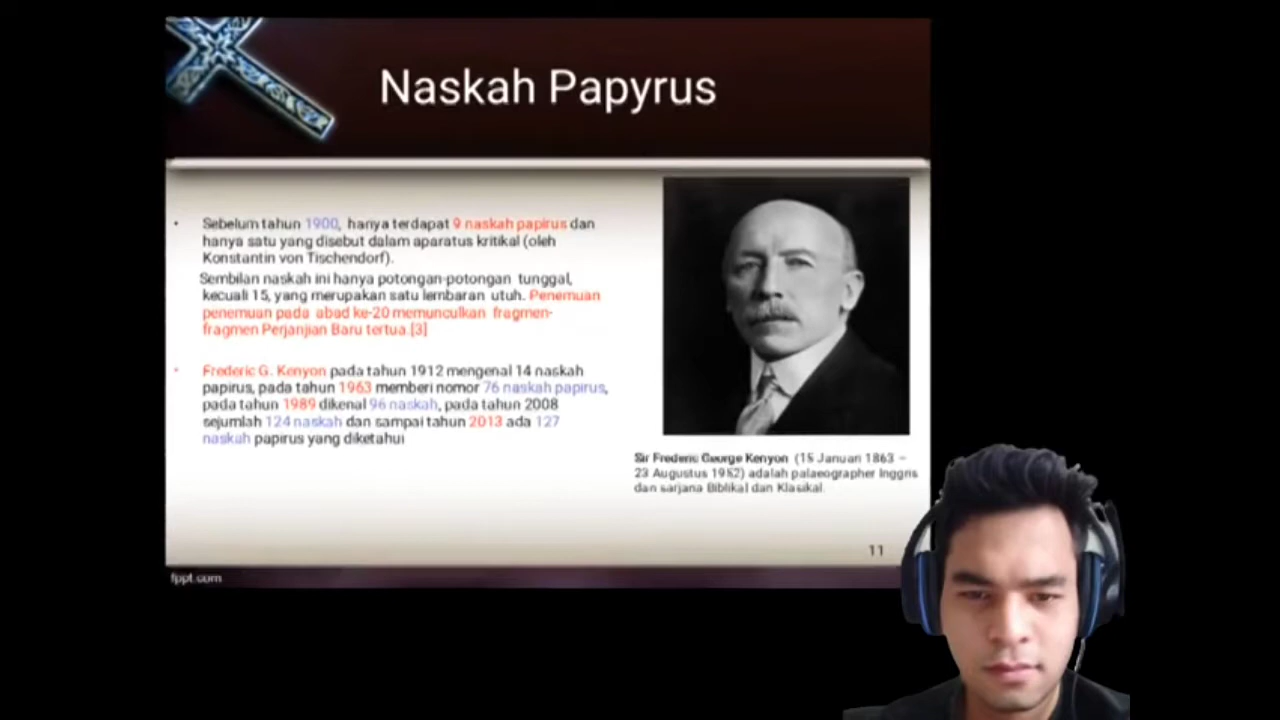 Naskah Papyrus
• Sebelum tahun 1900, hanya terdapat 9 naskah papirus dan
hanya satu yang disebut dalam aparatus kritikal (oleh
Konstantin von Tischendorf).
Sembilan naskah ini hanya potongan-potongan tunggal,
kecuali 15, yang merupakan satu lembaran utuh. Penemuan
penemuan pada abad ke-20 memunculkan fragmen-
fragmen Perjanjian Baru tertua.[3]
• Frederic G. Kenyon pada tahun 1912 mengenal 14 naskah
papirus, pada tahun 1963 memberi nomor 76 naskah papirus,
pada tahun 1989 dikenal 96 naskah, pada tahun 2008
sejumlah 124 naskah dan sampai tahun 2013 ada 127
naskah papirus yang diketahui
Sir Frederic George Kenyon (15 Januari 1863 –
23 Augustus 1952) adalah palaeographer Inggris
dan sarjana Biblikal dan Klasikal.
11
fppt.com